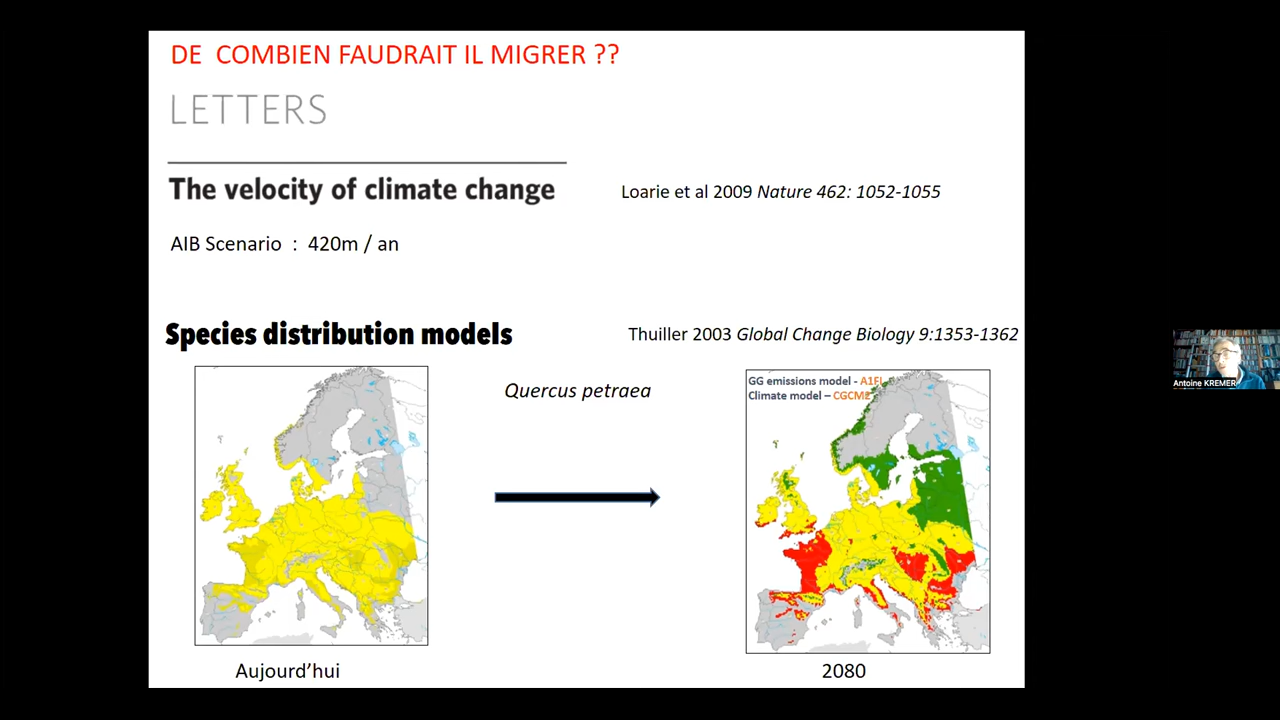 DE COMBIEN FAUDRAIT IL MIGRER ??
LETTERS
The velocity of climate change
Loarie et al 2009 Nature 462: 1052-1055
AIB Scenario : 420m / an
Species distribution models
Thuiller 2003 Global Change Biology 9:1353-1362
Quercus petraea
GG emissions model - A1FI
Climate model – CGCM2
Antoine KREMER
Aujourd’hui
2080